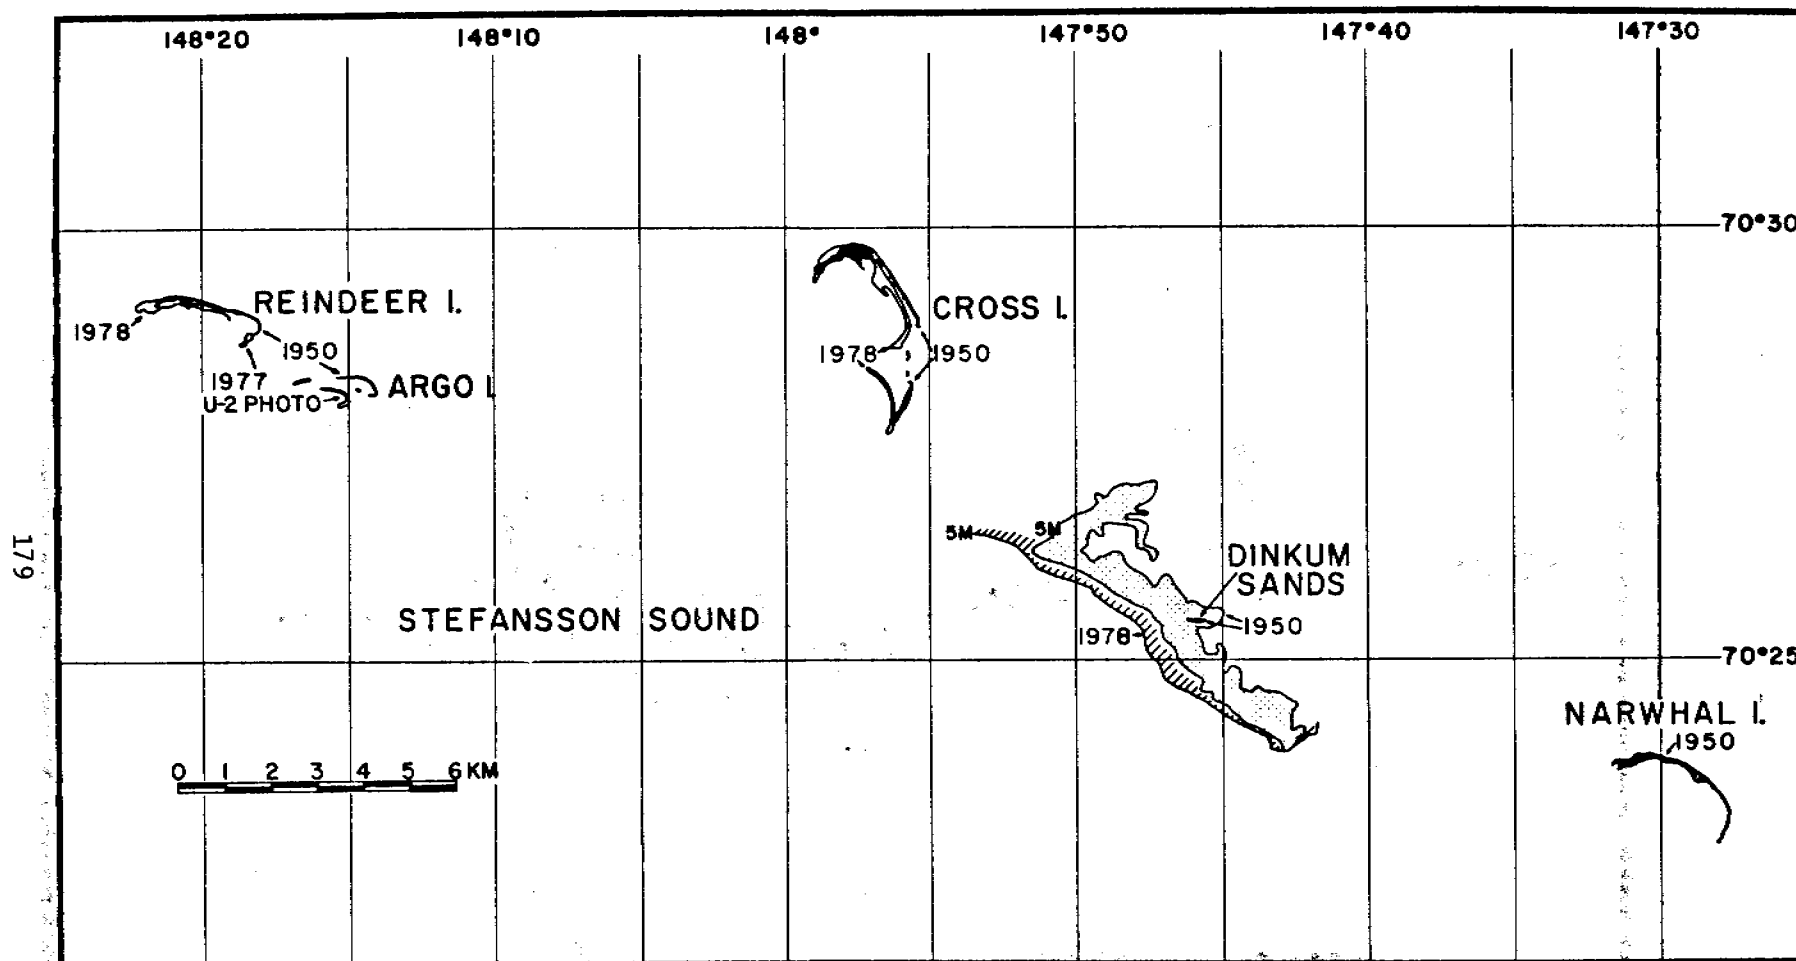 148°20 148°10 148° 147°50 147°40 147°30
70°30
REINDEER I.
CROSS I.
1978
1950
1978
1950
1977
ARGO I.
U-2 PHOTO
5M
5M
DINKUM
SANDS
179
STEFANSSON SOUND
1978
1950
70°25
NARWHAL I.
1950
0 1 2 3 4 5 6 KM